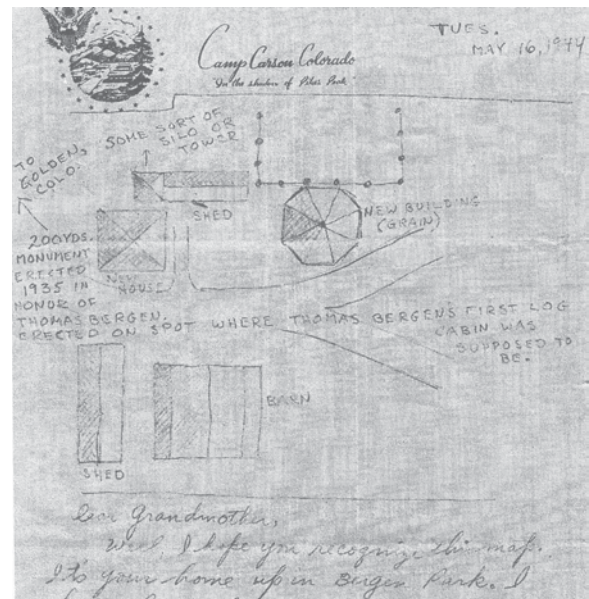 TUES.
MAY 16, 1944
Camp Carson Colorado
"In the shadow of Pikes Peak"
TO
GOLDEN,
COLO.
SOME SORT OF
SILO OR
TOWER
SHED
NEW BUILDING
(GRAIN)
NEW
HOUSE
200 YDS.
MONUMENT
ERECTED
1935 IN
HONOR OF
THOMAS BERGEN.
ERECTED ON SPOT WHERE THOMAS BERGEN'S FIRST LOG
CABIN WAS
SUPPOSED TO
BE.
BARN
SHED
Dear Grandmother,
Well, I hope you recognize this map.
It's your home up in Bergen Park. I